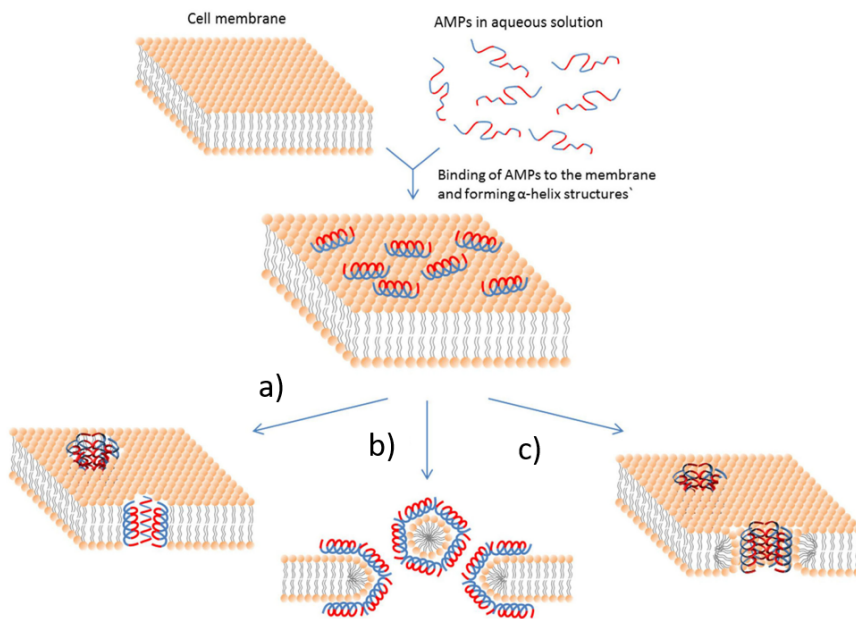 Cell membrane
AMPs in aqueous solution
Binding of AMPs to the membrane
and forming α-helix structures`
a)
b)
c)